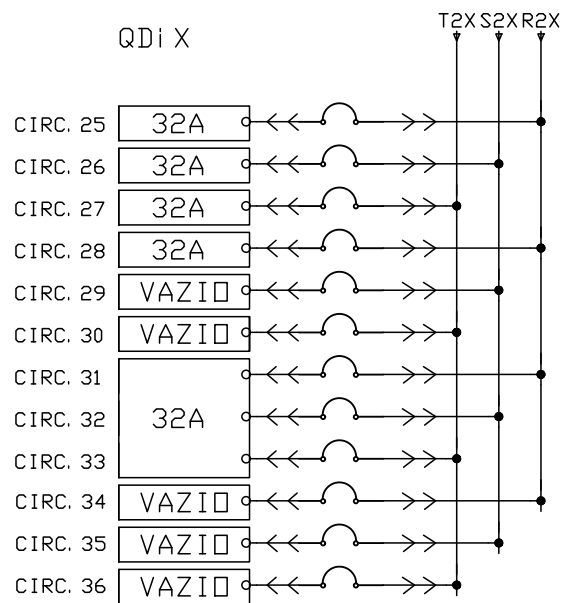 T2X S2X R2X
QDi X
CIRC. 25 32A
CIRC. 26 32A
CIRC. 27 32A
CIRC. 28 32A
CIRC. 29 VAZIO
CIRC. 30 VAZIO
CIRC. 31
CIRC. 32 32A
CIRC. 33
CIRC. 34 VAZIO
CIRC. 35 VAZIO
CIRC. 36 VAZIO